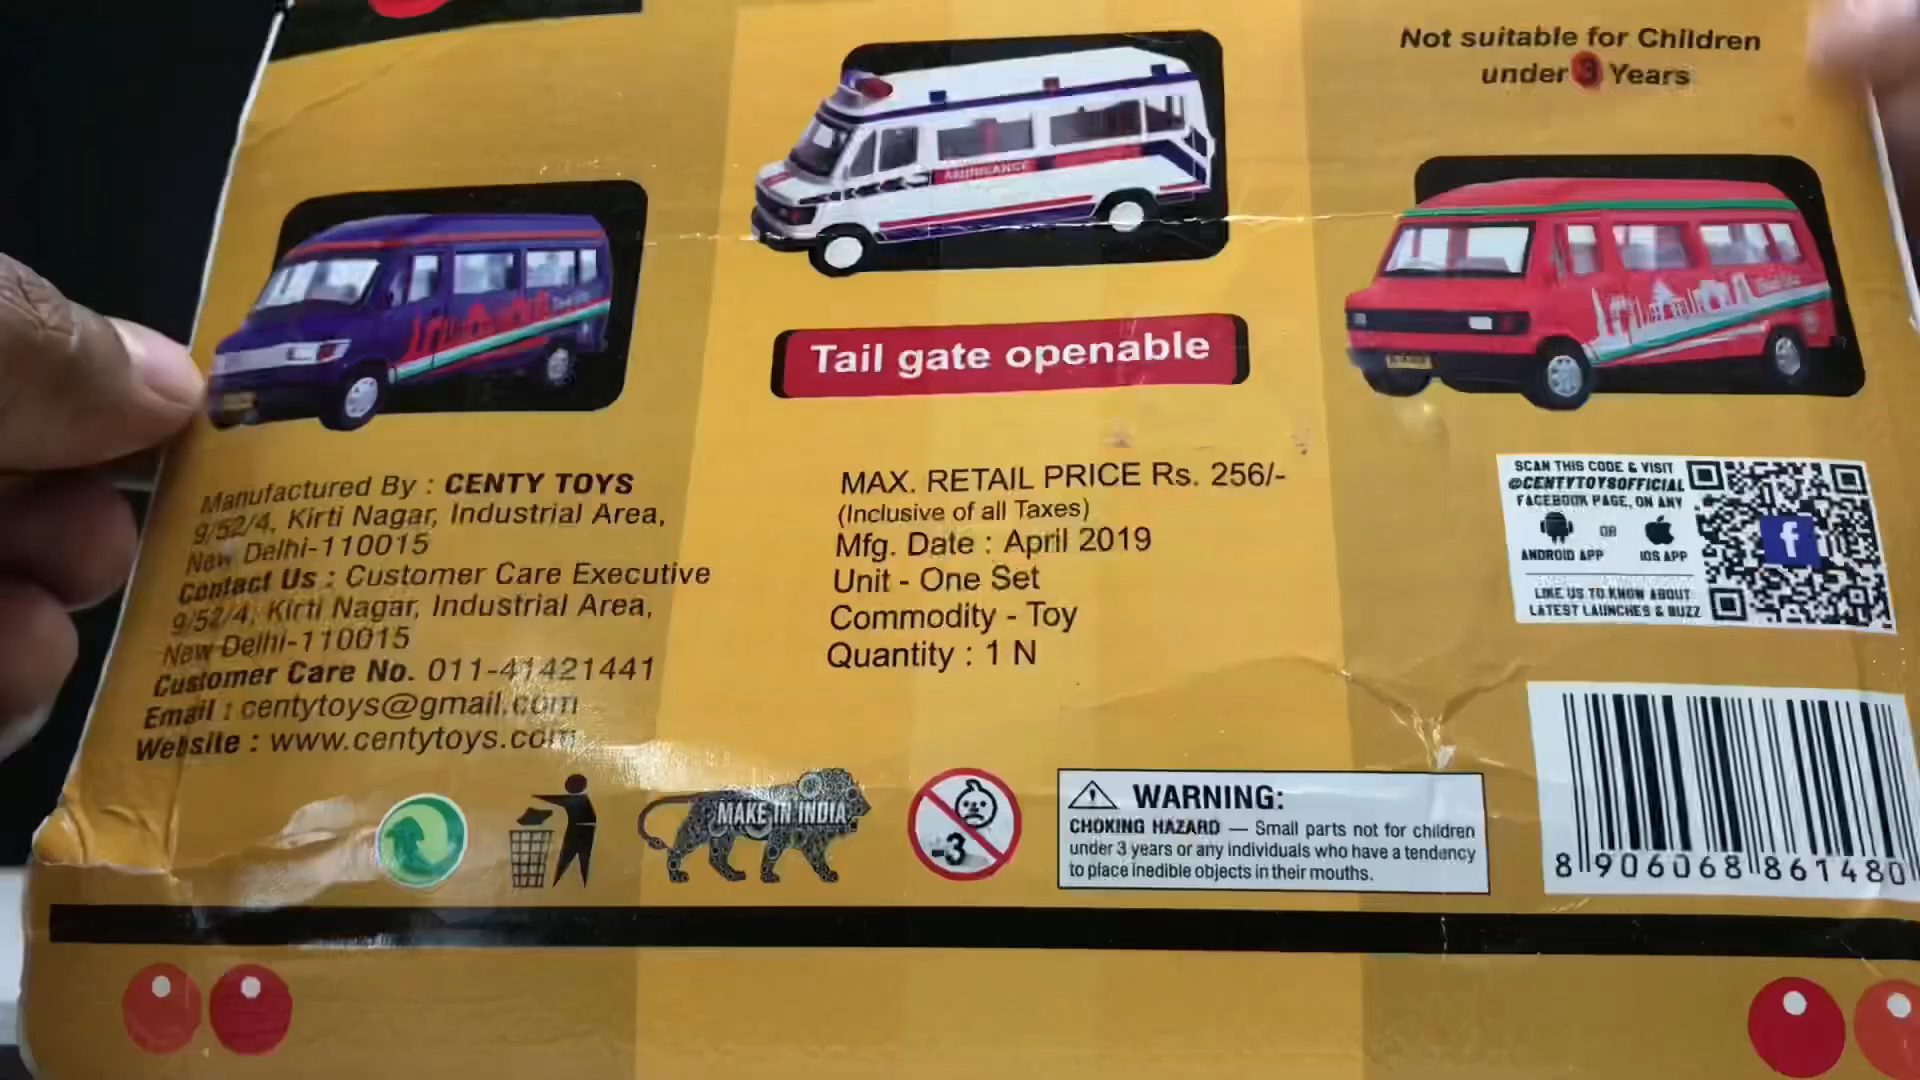 Not suitable for Children
under 3 Years
AMBULANCE
Tail gate openable
Manufactured By : CENTY TOYS
9/52/4, Kirti Nagar, Industrial Area,
New Delhi-110015
Contact Us : Customer Care Executive
9/52/4, Kirti Nagar, Industrial Area,
New Delhi-110015
Customer Care No. 011-41421441
Email : centytoys@gmail.com
Website : www.centytoys.com
MAX. RETAIL PRICE Rs. 256/-
(Inclusive of all Taxes)
Mfg. Date : April 2019
Unit - One Set
Commodity - Toy
Quantity : 1 N
SCAN THIS CODE & VISIT
@CENTYTOYSOFFICIAL
FACEBOOK PAGE, ON ANY
OR
ANDROID APP
IOS APP
LIKE US TO KNOW ABOUT
LATEST LAUNCHES & BUZZ
f
MAKE IN INDIA
-3
WARNING:
CHOKING HAZARD — Small parts not for children
under 3 years or any individuals who have a tendency
to place inedible objects in their mouths.
8 906068 861480